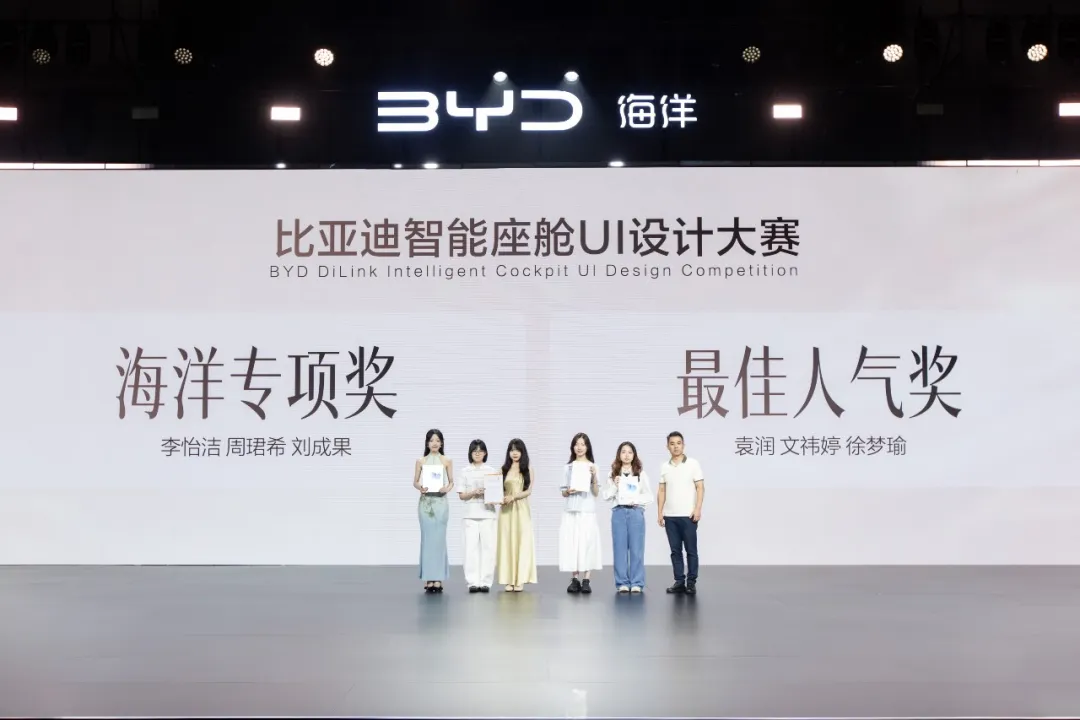 BYD 海洋
比亚迪智能座舱UI设计大赛
BYD DiLink Intelligent Cockpit UI Design Competition
海洋专项奖
李怡洁 周珺希 刘成果
最佳人气奖
袁润 文祎婷 徐梦瑜